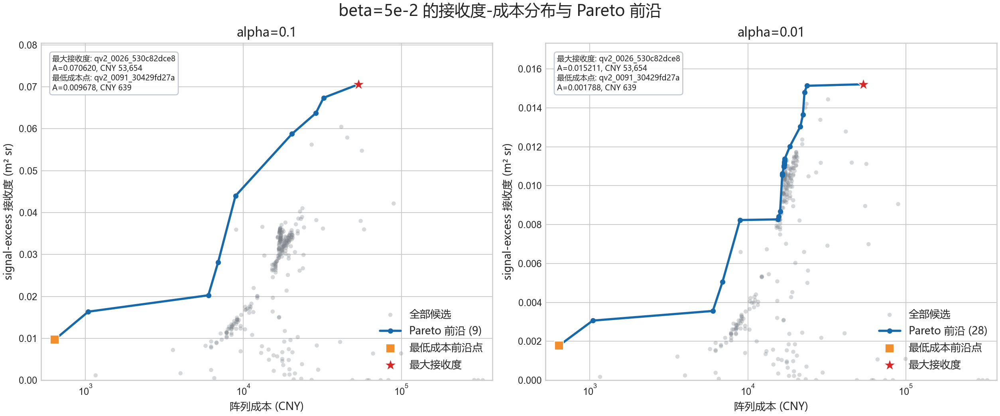 beta=5e-2 的接收度-成本分布与 Pareto 前沿
alpha=0.1
signal-excess 接收度 (m² sr)
0.08
0.07
0.06
0.05
0.04
0.03
0.02
0.01
0.00
最大接收度: qv2_0026_530c82dce8
A=0.070620, CNY 53,654
最低成本点: qv2_0091_30429fd27a
A=0.009678, CNY 639
全部候选
Pareto 前沿 (9)
最低成本前沿点
最大接收度
10³
10⁴
10⁵
阵列成本 (CNY)
alpha=0.01
signal-excess 接收度 (m² sr)
0.016
0.014
0.012
0.010
0.008
0.006
0.004
0.002
0.000
最大接收度: qv2_0026_530c82dce8
A=0.015211, CNY 53,654
最低成本点: qv2_0091_30429fd27a
A=0.001788, CNY 639
全部候选
Pareto 前沿 (28)
最低成本前沿点
最大接收度
10³
10⁴
10⁵
阵列成本 (CNY)